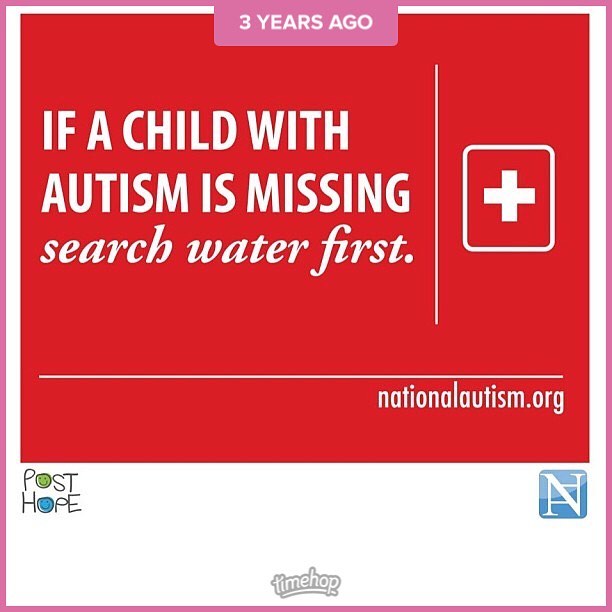 3 YEARS AGO
IF A CHILD WITH
AUTISM IS MISSING
search water first.
nationalautism.org
POST
HOPE
N
timehop